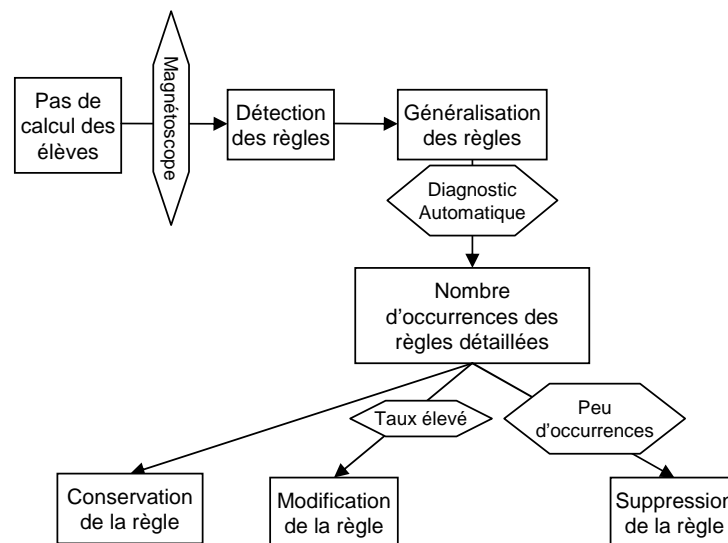 Pas de
calcul des
élèves
Magnétoscope
Détection
des règles
Généralisation
des règles
Diagnostic
Automatique
Nombre
d'occurrences des
règles détaillées
Taux élevé
Peu
d'occurrences
Conservation
de la règle
Modification
de la règle
Suppression
de la règle